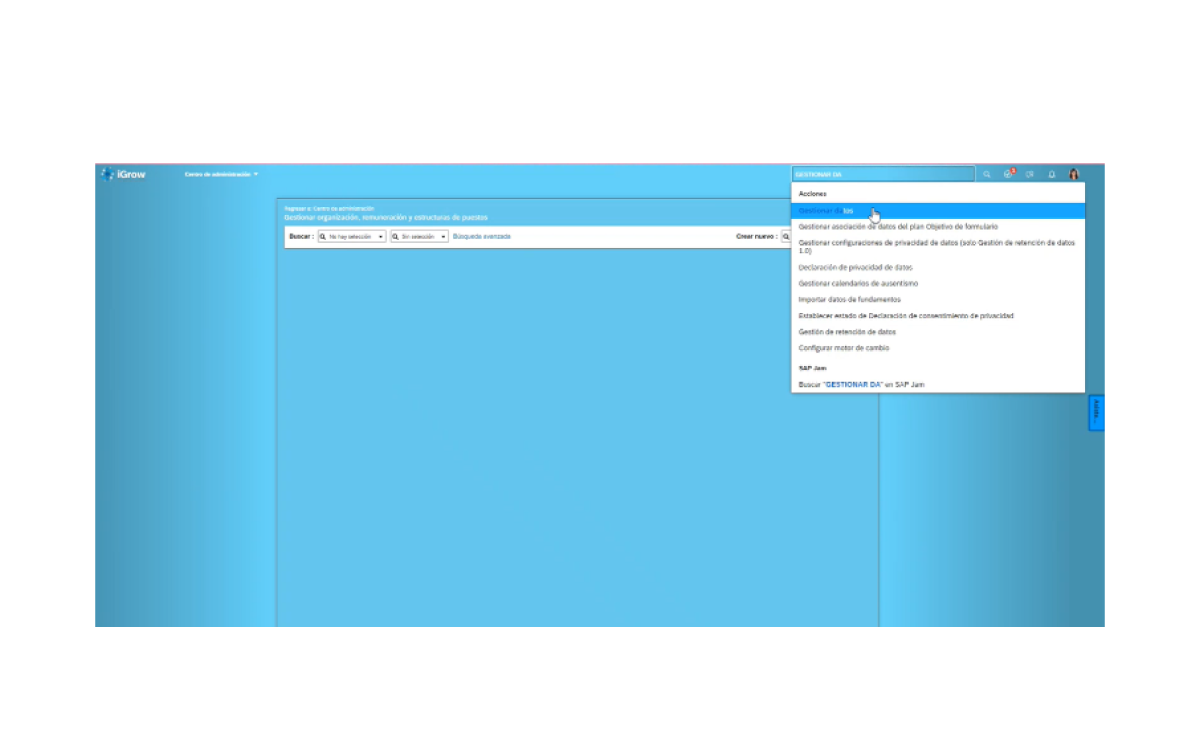 iGrow
Centro de administración
GESTIONAR DA
Regresar a: Centro de administración
Gestionar organización, remuneración y estructuras de puestos
Buscar : No hay selección Sin selección Búsqueda avanzada Crear nuevo :
Acciones
Gestionar datos
Gestionar asociación de datos del plan Objetivo de formulario
Gestionar configuraciones de privacidad de datos (solo Gestión de retención de datos
1.0)
Declaración de privacidad de datos
Gestionar calendarios de ausentismo
Importar datos de fundamentos
Establecer estado de Declaración de consentimiento de privacidad
Gestión de retención de datos
Configurar motor de cambio
SAP Jam
Buscar "GESTIONAR DA" en SAP Jam